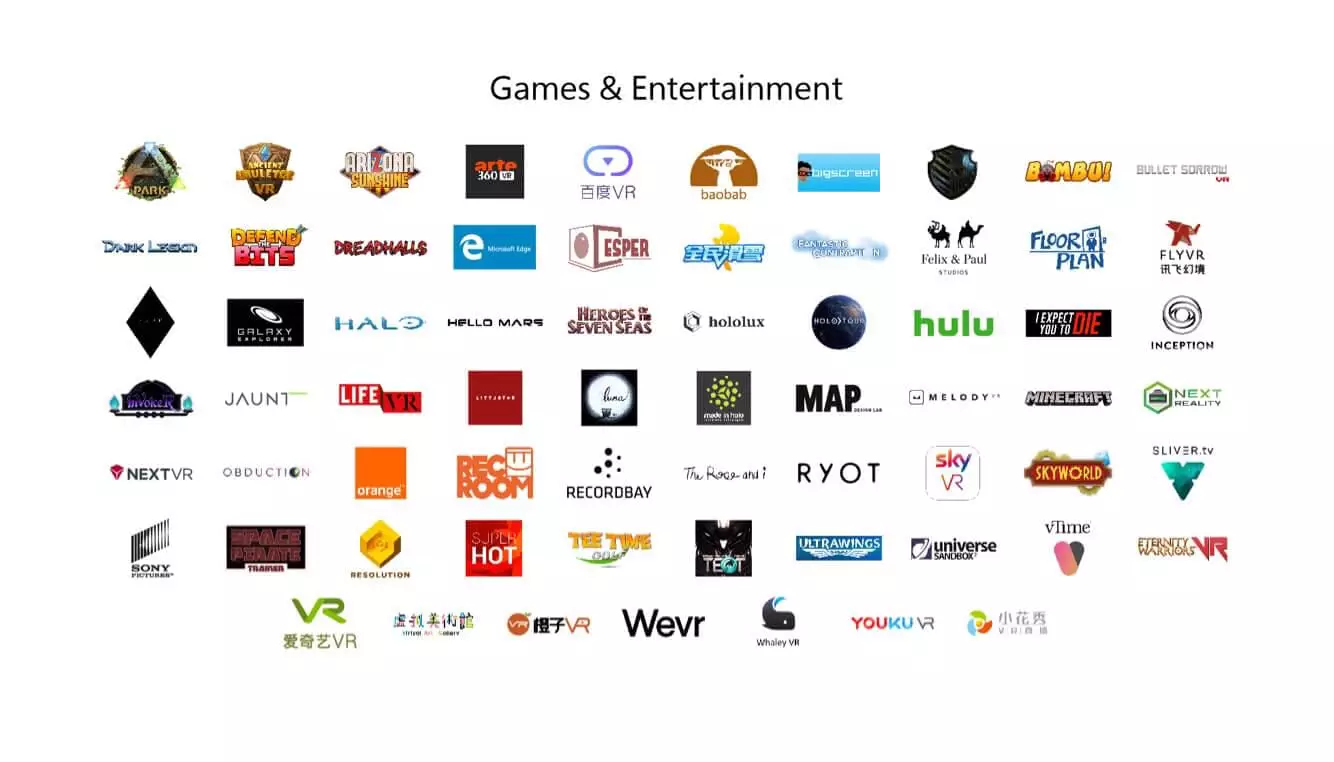 Games & Entertainment
PARK
ANCIENT
AMULETOR
VR
ARIZONA
SUNSHINE
arte
360 VR
百度VR
baobab
bigscreen
BOMBU!
BULLET SORROW
VR
DARK LEGION
DEFEND
THE
BITS
DREADHALLS
Microsoft Edge
ESPER
全民滑雪
FANTASTIC
CONTRAPTION
Felix & Paul
STUDIOS
FLOOR
PLAN
FLYVR
讯飞幻境
GALAXY
EXPLORER
HALO
HELLO MARS
HEROES OF THE
SEVEN SEAS
hololux
HOLOTOUR
hulu
I EXPECT
YOU TO DIE
INCEPTION
INVOKER
JAUNT
LIFE
VR
LITTLSTAR
luna
made in holo
MAP
DESIGN LAB
MELODY VR
MINECRAFT
NEXT
REALITY
NEXTVR
OBDUCTION
orange™
REC
ROOM
RECORDBAY
The Rose and i
RYOT
sky
VR
SKYWORLD
SLIVER.tv
SONY
PICTURES
SPACE
PIRATE
TRAINER
RESOLUTION
SUPER
HOT
TEE TIME
GOLF
ULTRAWINGS
universe
SANDBOX²
vTime
ETERNITY
WARRIORS VR
爱奇艺VR
虚拟美術館
Virtual Art Gallery
VR 橙子VR
Wevr
Whaley VR
YOUKU VR
小花秀
VR直播